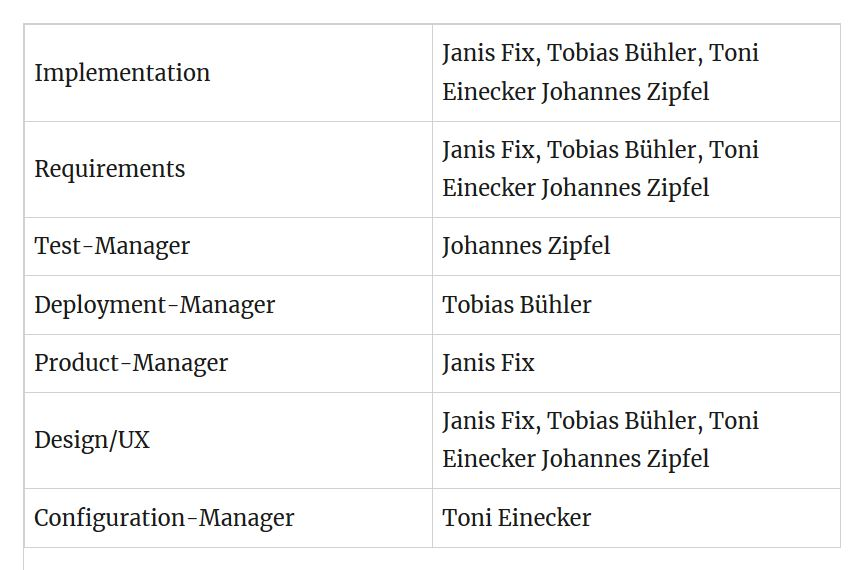 Implementation
Janis Fix, Tobias Bühler, Toni
Einecker Johannes Zipfel
Requirements
Janis Fix, Tobias Bühler, Toni
Einecker Johannes Zipfel
Test-Manager
Johannes Zipfel
Deployment-Manager
Tobias Bühler
Product-Manager
Janis Fix
Design/UX
Janis Fix, Tobias Bühler, Toni
Einecker Johannes Zipfel
Configuration-Manager
Toni Einecker